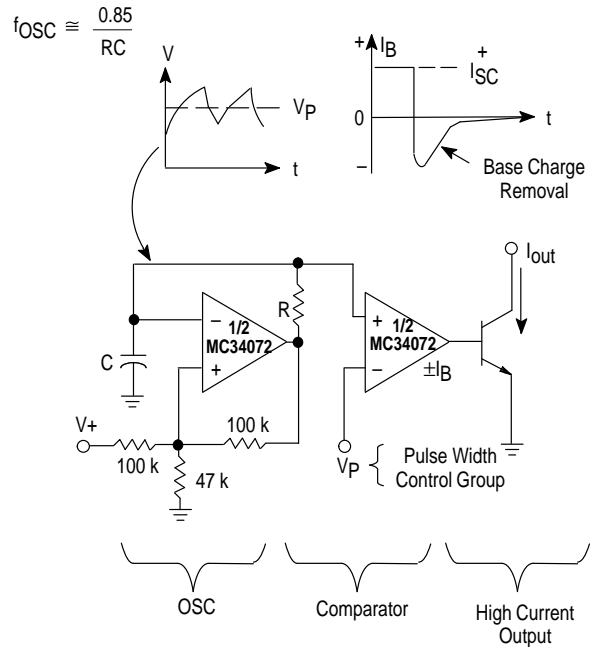 fOSC ≅ 0.85 / RC
V
VP
t
+ IB
ISC +
0
t
–
Base Charge
Removal
Iout
R
–
1/2
MC34072
+
C
+
1/2
MC34072
–
±IB
V+
100 k
100 k
47 k
VP
Pulse Width
Control Group
OSC
Comparator
High Current
Output